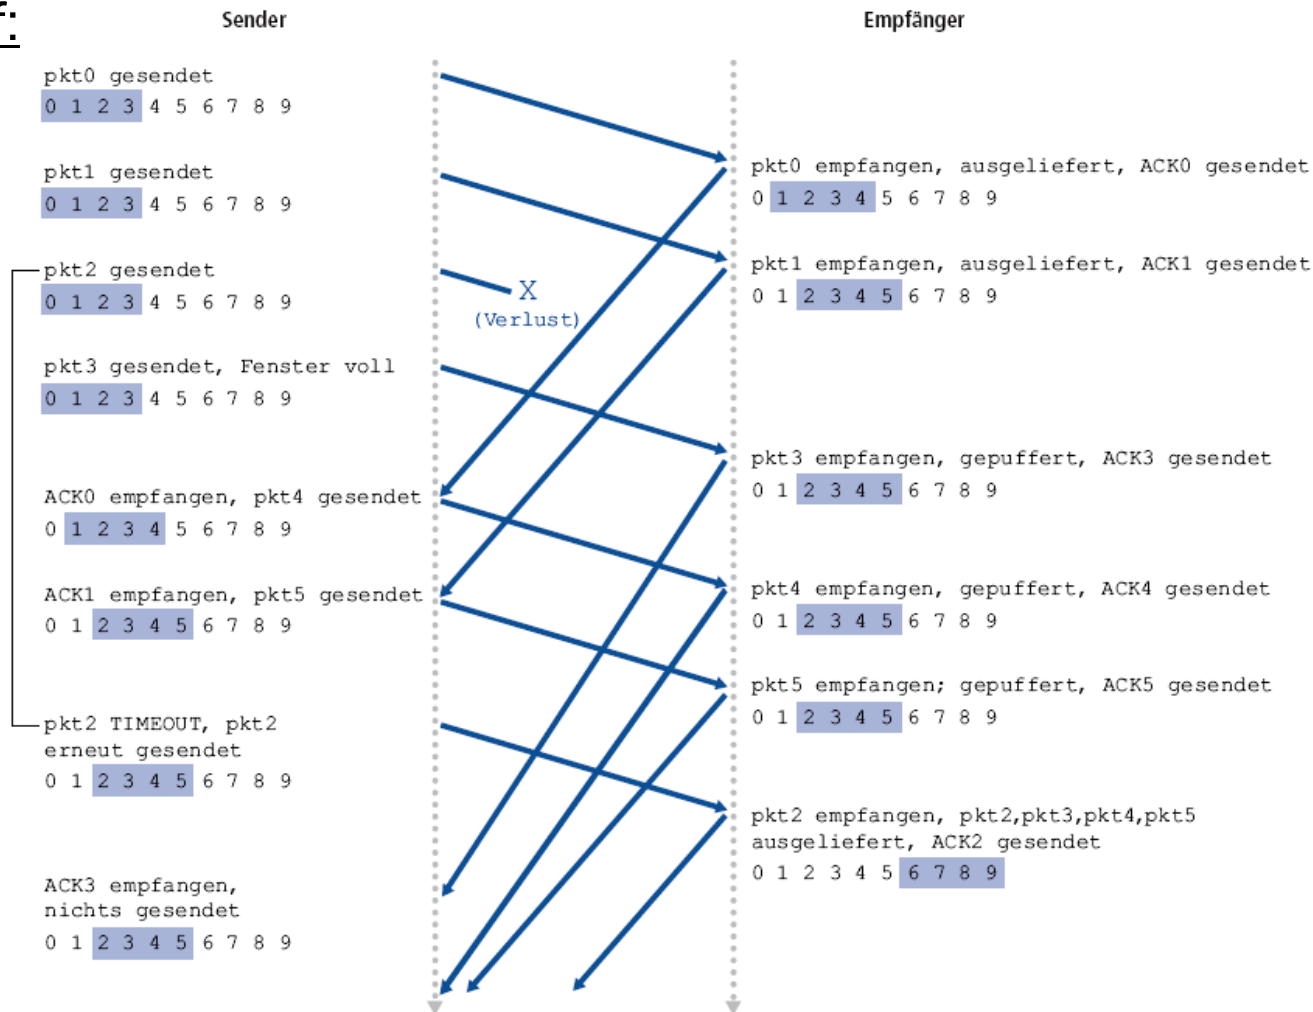 f:
Sender
Empfänger
pkt0 gesendet
0 1 2 3 4 5 6 7 8 9
pkt1 gesendet
0 1 2 3 4 5 6 7 8 9
pkt2 gesendet
0 1 2 3 4 5 6 7 8 9
pkt3 gesendet, Fenster voll
0 1 2 3 4 5 6 7 8 9
ACK0 empfangen, pkt4 gesendet
0 1 2 3 4 5 6 7 8 9
ACK1 empfangen, pkt5 gesendet
0 1 2 3 4 5 6 7 8 9
pkt2 TIMEOUT, pkt2
erneut gesendet
0 1 2 3 4 5 6 7 8 9
ACK3 empfangen,
nichts gesendet
0 1 2 3 4 5 6 7 8 9
X
(Verlust)
pkt0 empfangen, ausgeliefert, ACK0 gesendet
0 1 2 3 4 5 6 7 8 9
pkt1 empfangen, ausgeliefert, ACK1 gesendet
0 1 2 3 4 5 6 7 8 9
pkt3 empfangen, gepuffert, ACK3 gesendet
0 1 2 3 4 5 6 7 8 9
pkt4 empfangen, gepuffert, ACK4 gesendet
0 1 2 3 4 5 6 7 8 9
pkt5 empfangen; gepuffert, ACK5 gesendet
0 1 2 3 4 5 6 7 8 9
pkt2 empfangen, pkt2,pkt3,pkt4,pkt5
ausgeliefert, ACK2 gesendet
0 1 2 3 4 5 6 7 8 9